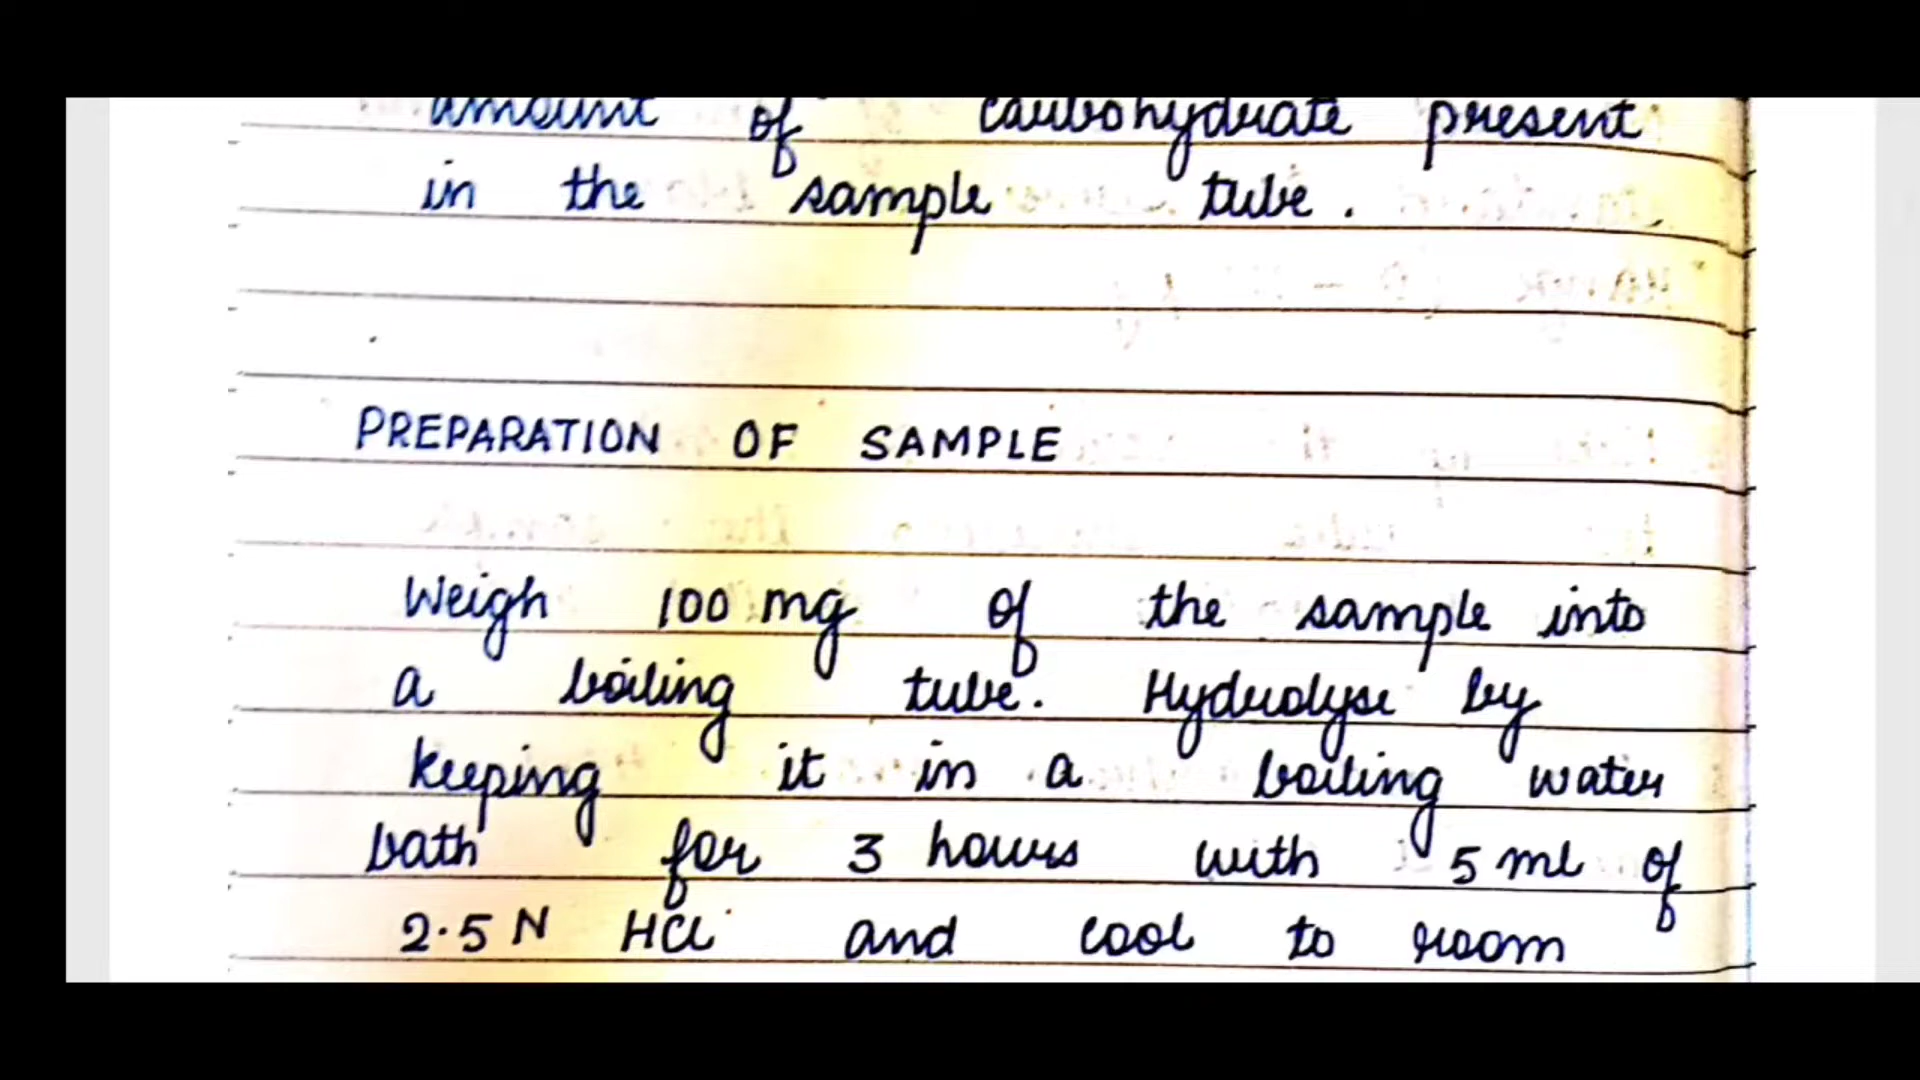 amount of carbohydrate present
in the sample tube.
PREPARATION OF SAMPLE
Weigh 100 mg of the sample into
a boiling tube. Hydrolyse by
keeping it in a boiling water
bath for 3 hours with 5 ml of
2.5 N HCl and cool to room